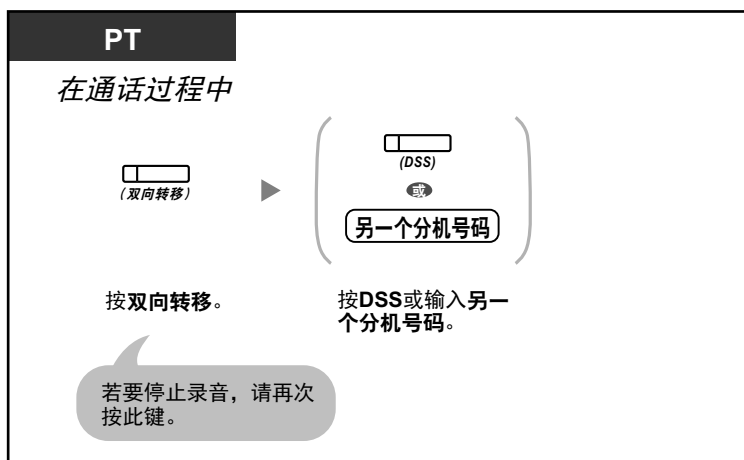 PT
在通话过程中
(双向转移)
(DSS)
或
另一个分机号码
按双向转移。
按DSS或输入另一
个分机号码。
若要停止录音，请再次
按此键。